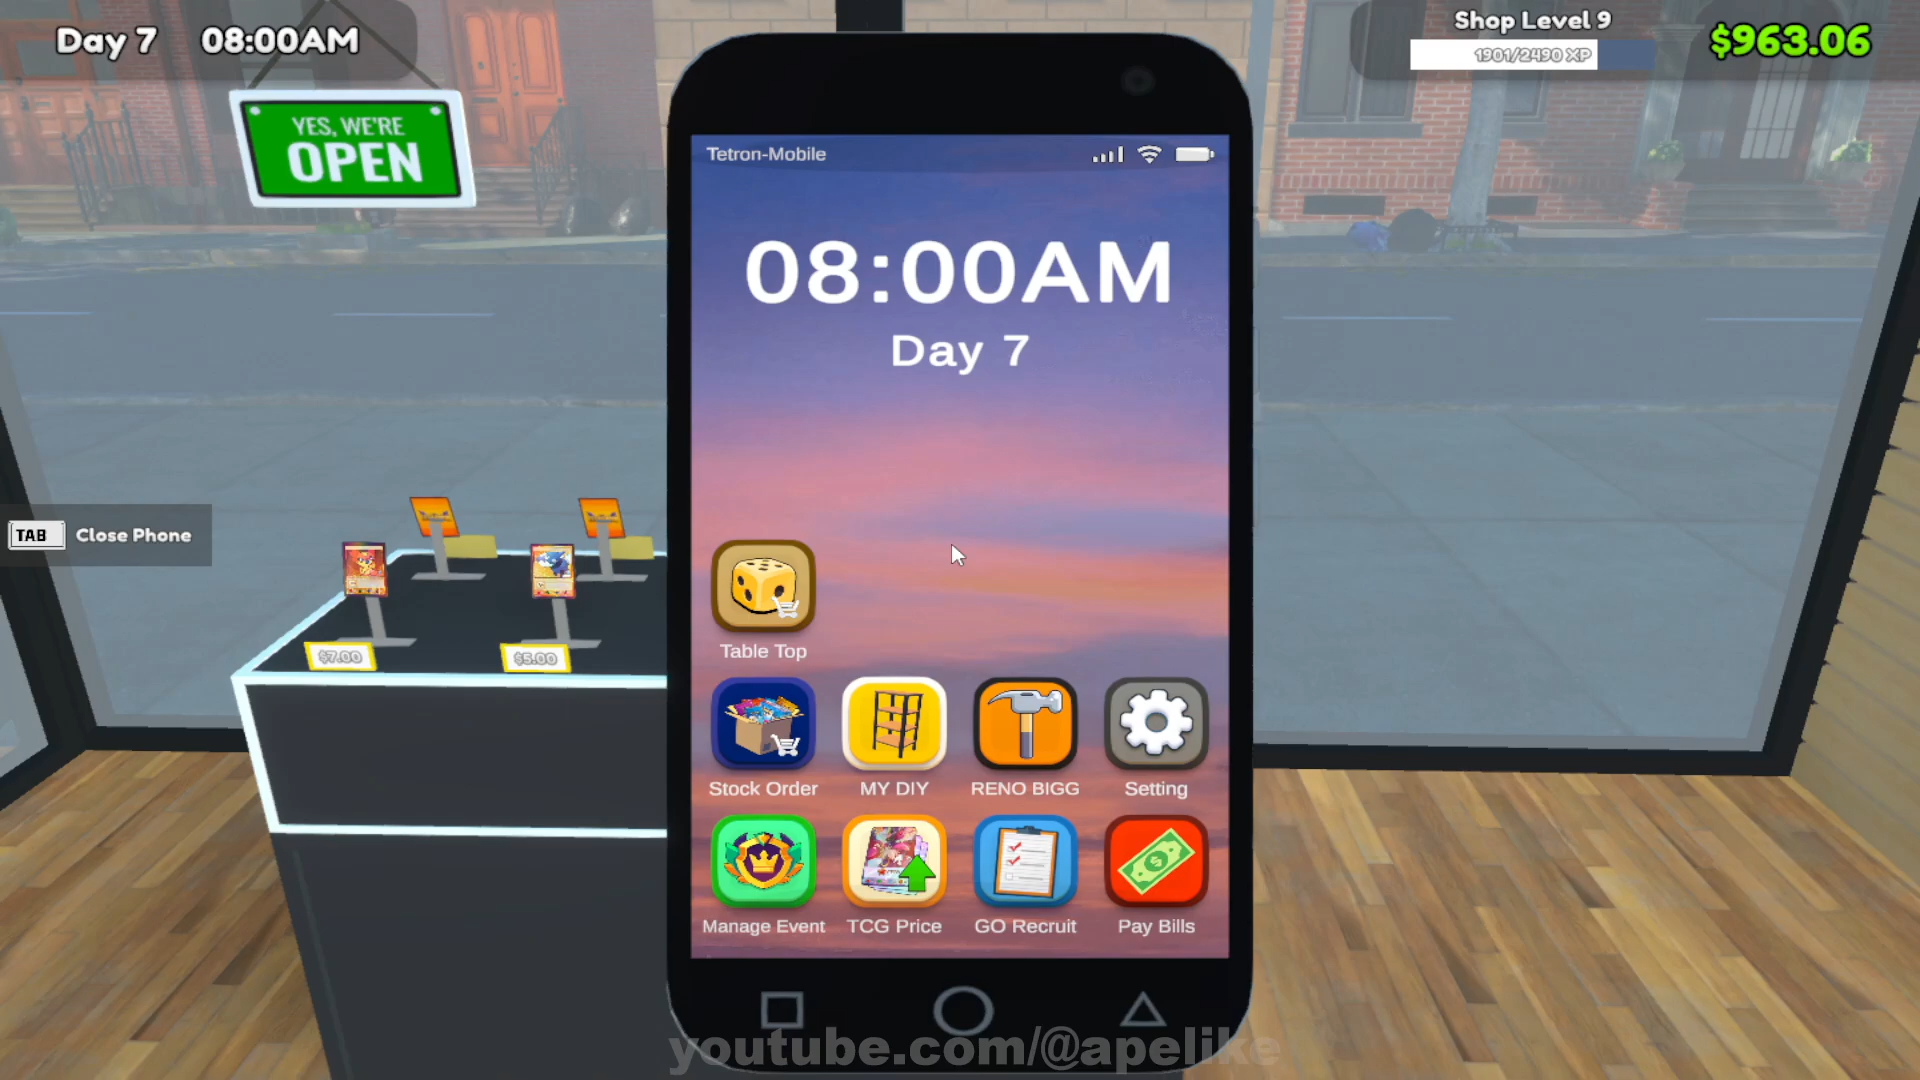 Day 7 08:00AM
Shop Level 9
1901/2490 XP
$963.06
YES, WE'RE
OPEN
Tetron-Mobile
08:00AM
Day 7
TAB Close Phone
$7.00
$5.00
Table Top
Stock Order MY DIY RENO BIGG Setting
Manage Event TCG Price GO Recruit Pay Bills
youtube.com/@apelike